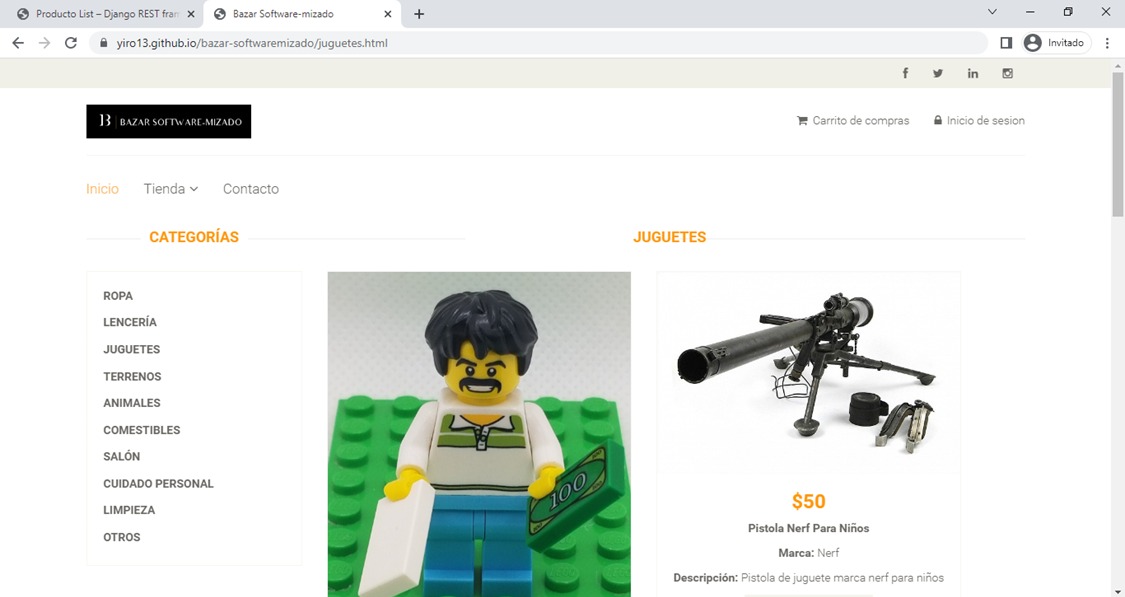 Producto List – Django REST fran
Bazar Software-mizado
yiro13.github.io/bazar-softwaremizado/juguetes.html
Invitado
B | BAZAR SOFTWARE-MIZADO
Carrito de compras
Inicio de sesion
Inicio
Tienda
Contacto
CATEGORÍAS
JUGUETES
ROPA
LENCERÍA
JUGUETES
TERRENOS
ANIMALES
COMESTIBLES
SALÓN
CUIDADO PERSONAL
LIMPIEZA
OTROS
100
$50
Pistola Nerf Para Niños
Marca: Nerf
Descripción: Pistola de juguete marca nerf para niños